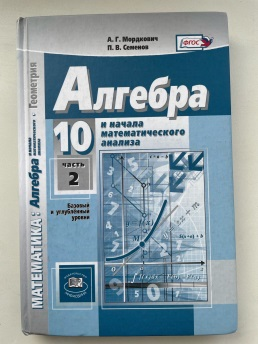 А. Г. Мордкович
П. В. Семенов
ФГОС
Алгебра
10
и начала
математического
анализа
часть
2
Базовый
и углублённый
уровни
МАТЕМАТИКА:
Алгебра
Геометрия